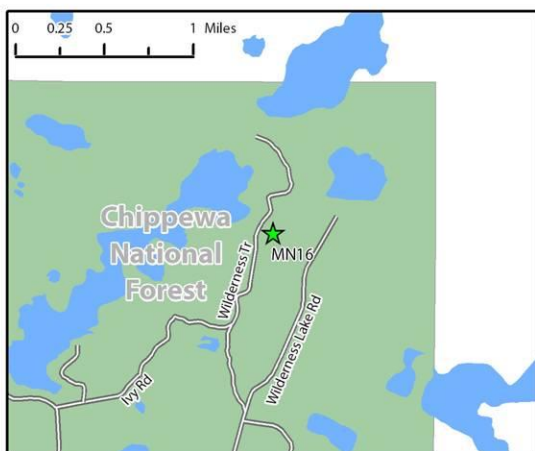 0 0.25 0.5 1 Miles
Chippewa
National
Forest
MN16
Wilderness Tr
Wilderness Lake Rd
Ivy Rd